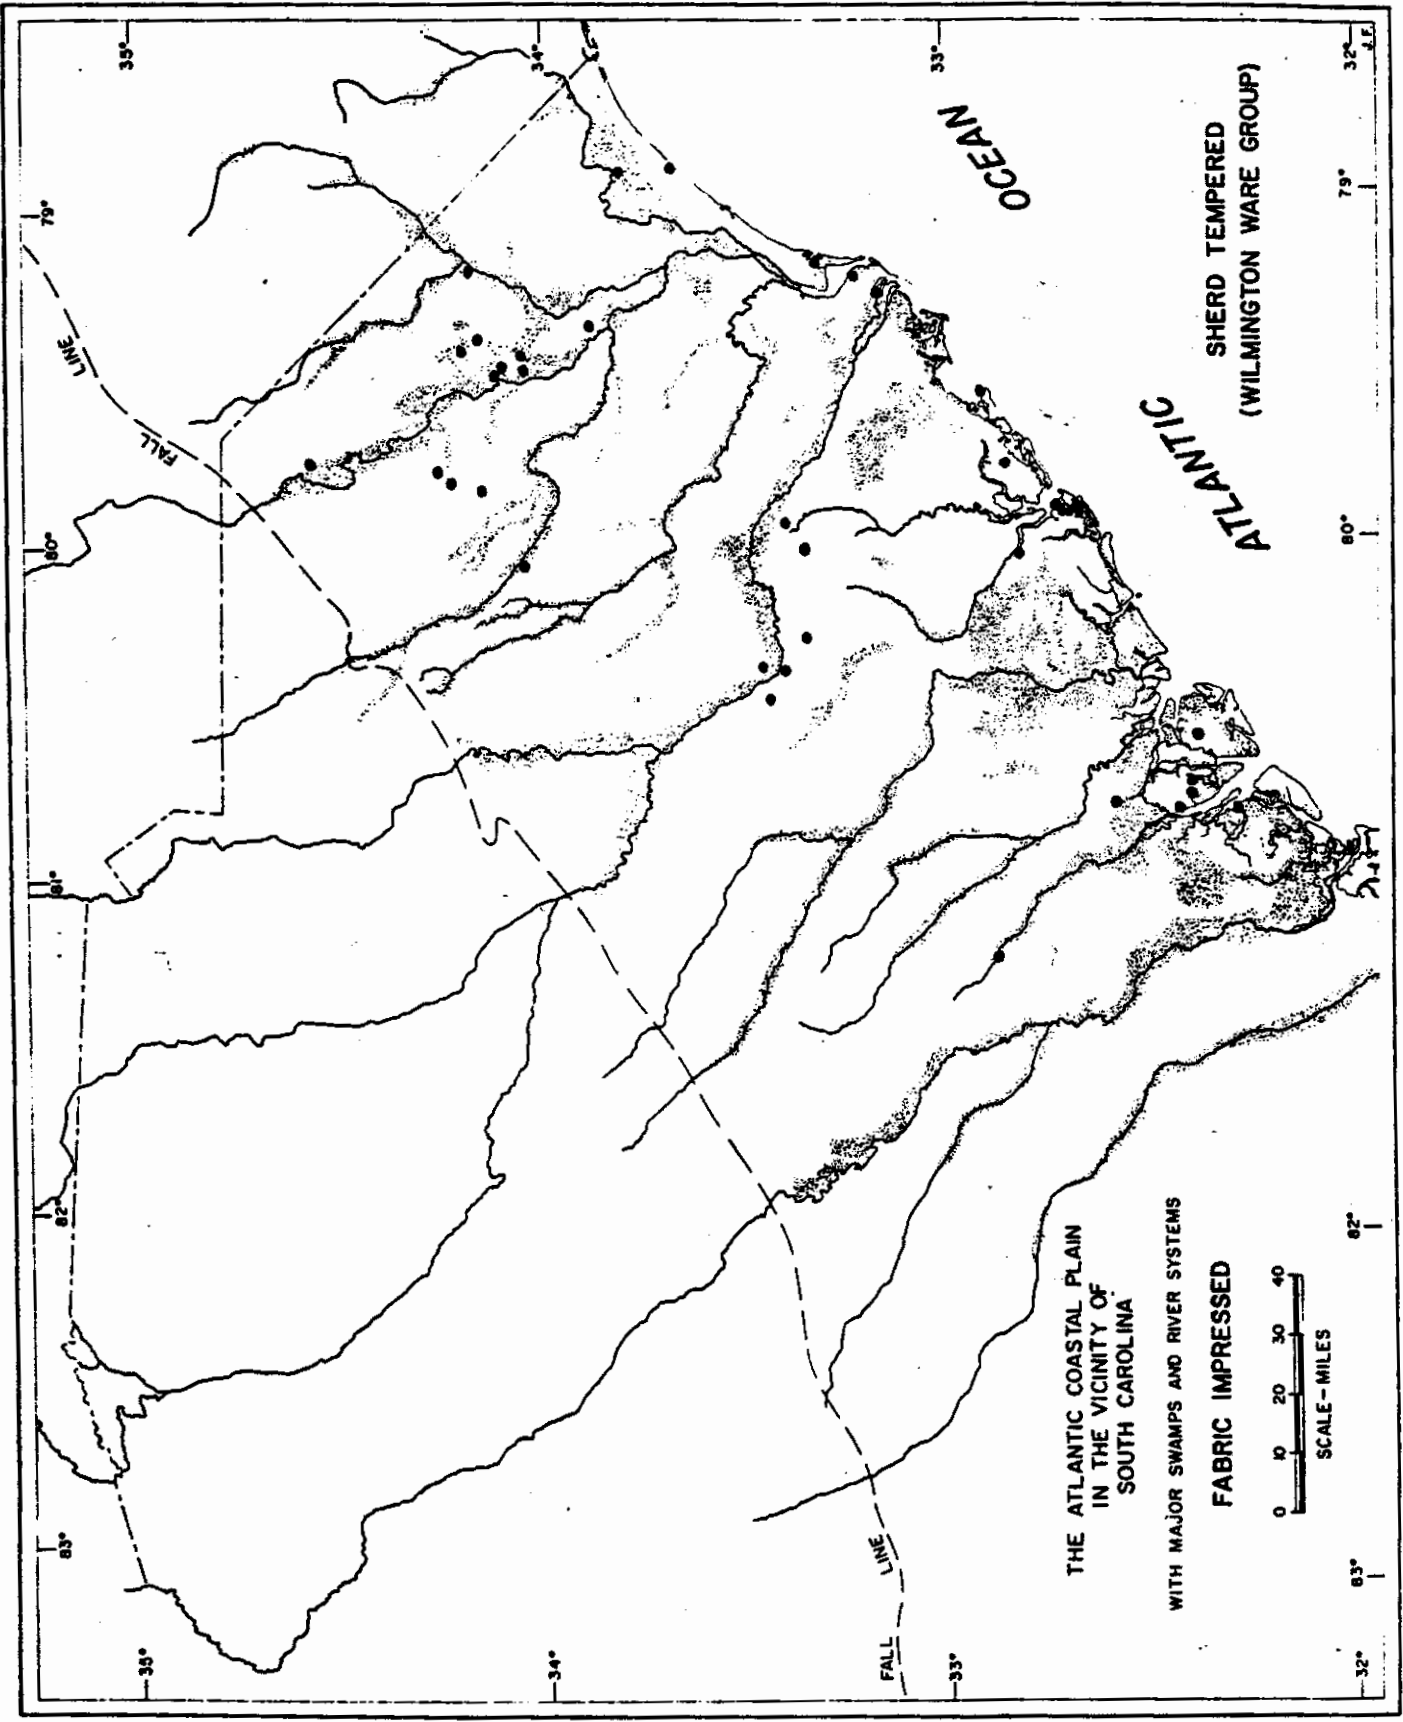 THE ATLANTIC COASTAL PLAIN
IN THE VICINITY OF
SOUTH CAROLINA
WITH MAJOR SWAMPS AND RIVER SYSTEMS
FABRIC IMPRESSED
0 10 20 30 40
SCALE-MILES
SHERD TEMPERED
(WILMINGTON WARE GROUP)
ATLANTIC
OCEAN
FALL
LINE
FALL
LINE
83°
82°
81°
80°
79°
35°
34°
33°
32°
35°
34°
33°
32°
83°
82°
80°
79°
J.F.